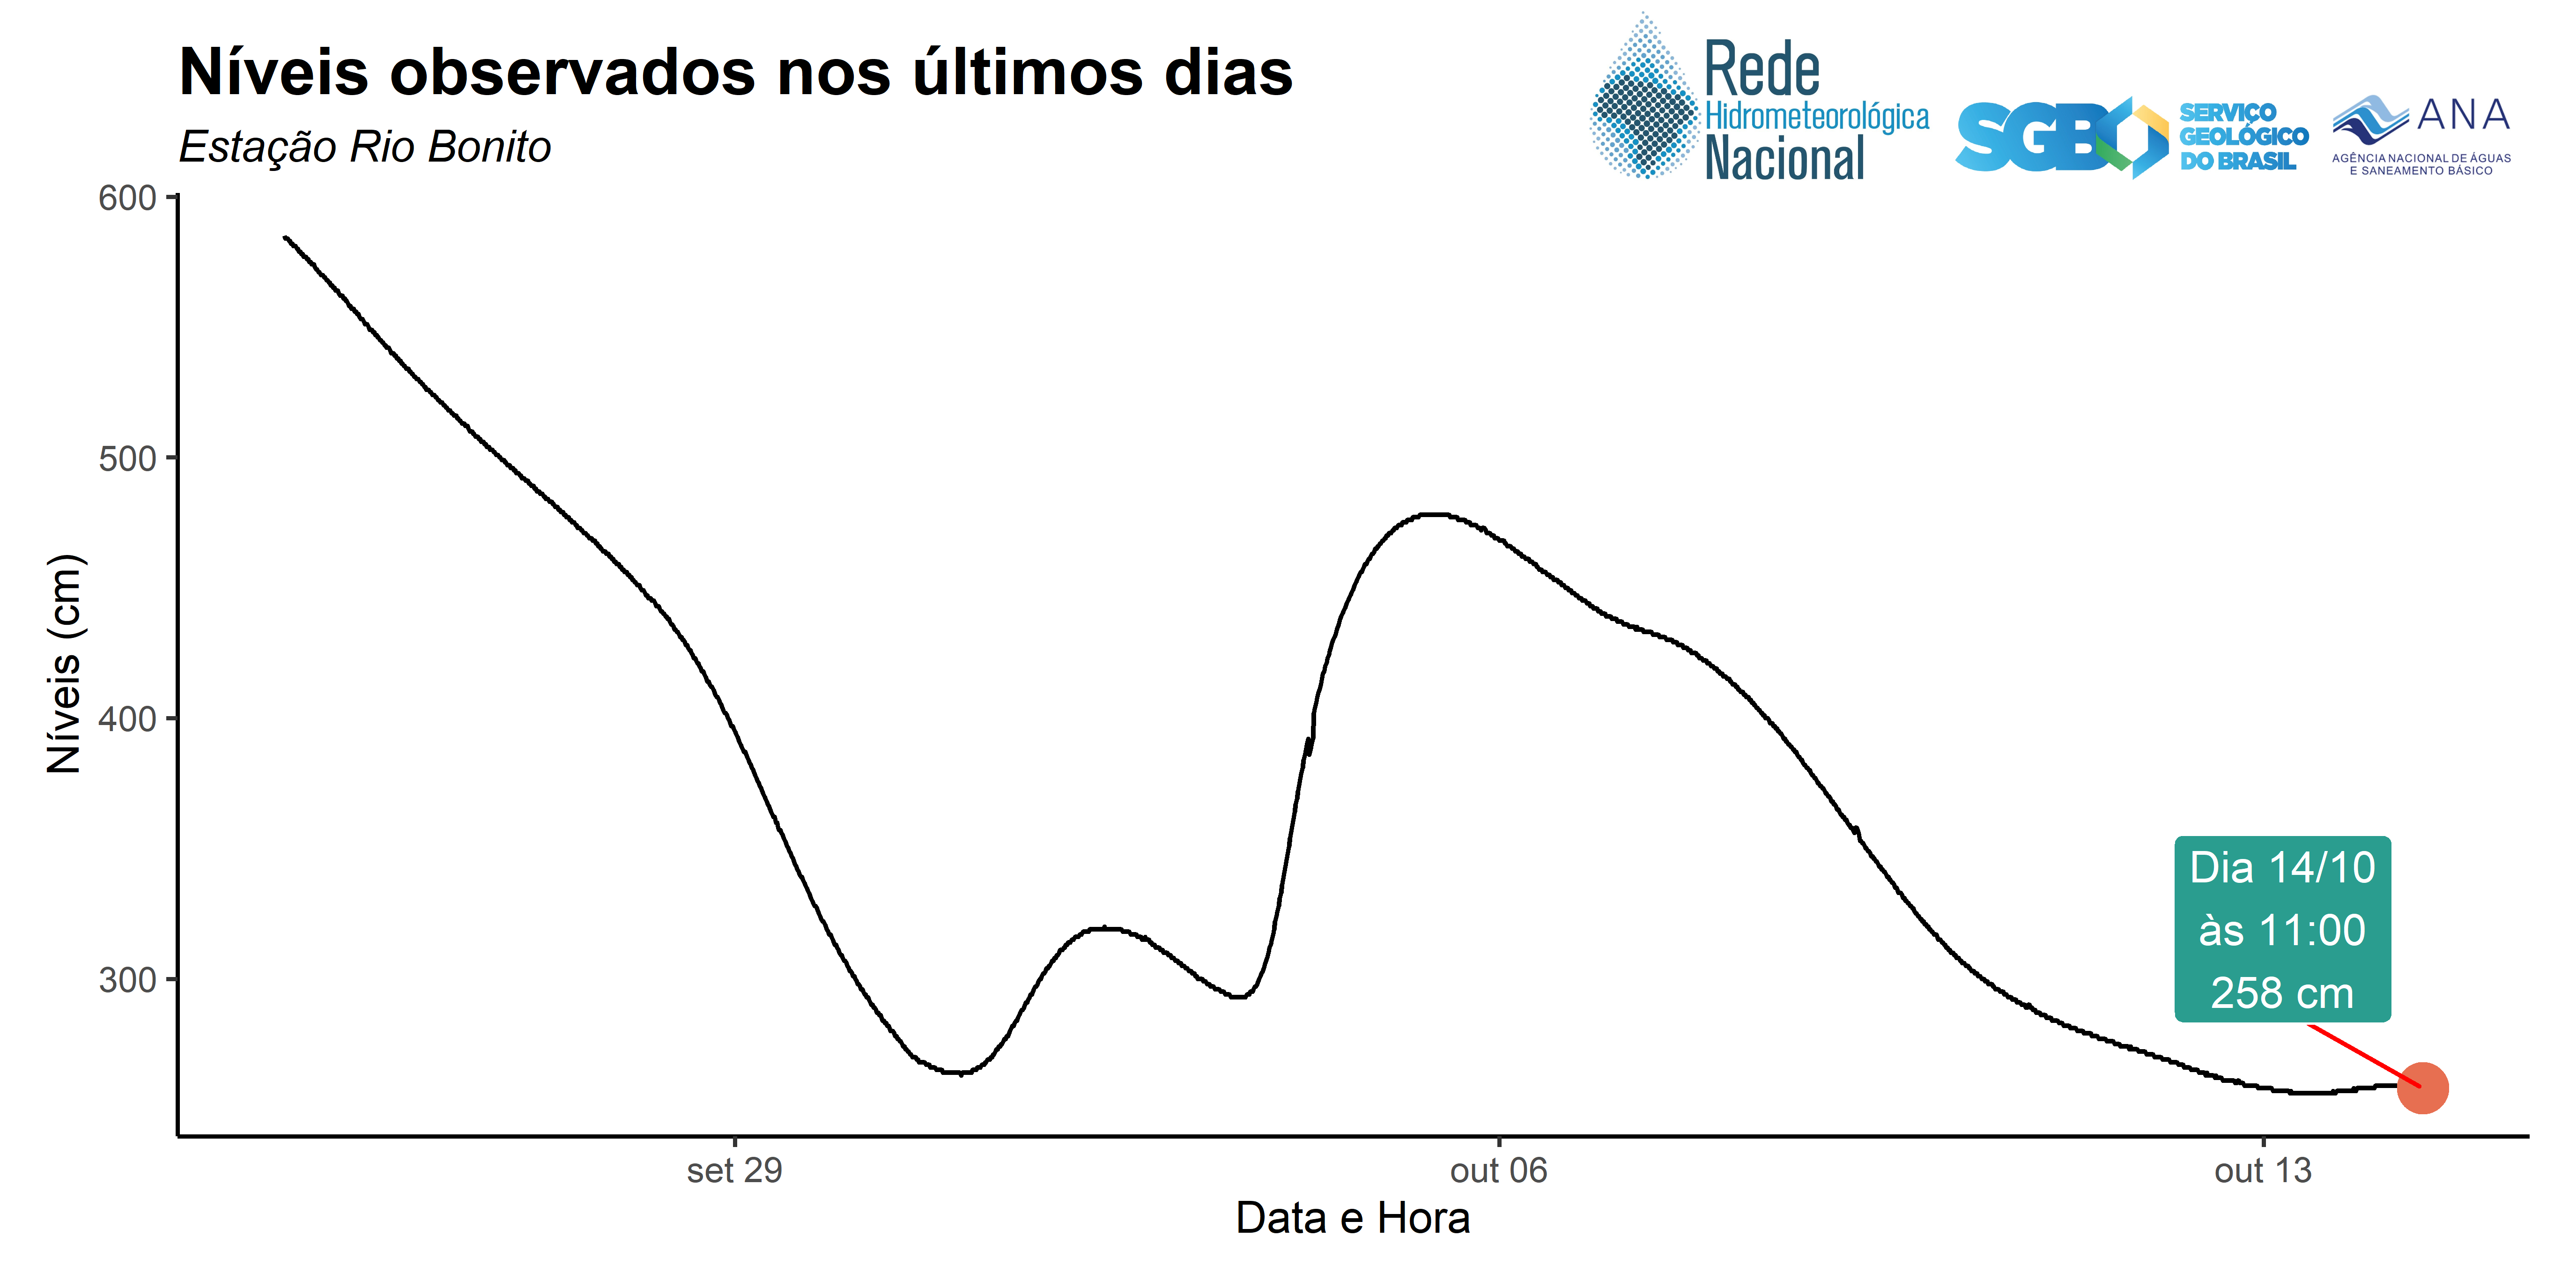 Níveis observados nos últimos dias
Estação Rio Bonito
Rede
Hidrometeorológica
Nacional
SGB
SERVIÇO
GEOLÓGICO
DO BRASIL
ANA
AGÊNCIA NACIONAL DE ÁGUAS
E SANEAMENTO BÁSICO
600
500
400
300
Níveis (cm)
Dia 14/10
às 11:00
258 cm
set 29
out 06
out 13
Data e Hora